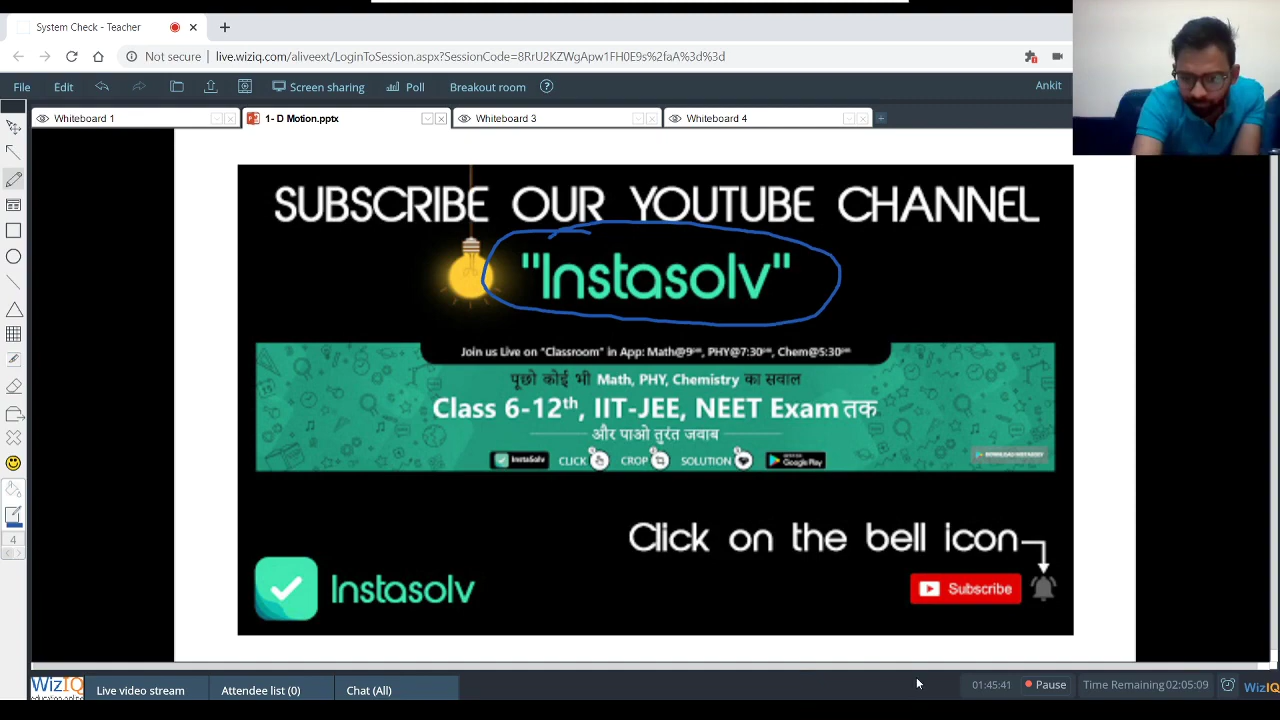 System Check - Teacher
Not secure
live.wiziq.com/aliveext/LoginToSession.aspx?SessionCode=8RrU2KZWgApw1FH0E9s%2faA%3d%3d
File Edit Screen sharing Poll Breakout room Ankit
Whiteboard 1 1- D Motion.pptx Whiteboard 3 Whiteboard 4
SUBSCRIBE OUR YOUTUBE CHANNEL
"Instasolv"
Join us Live on "Classroom" in App: Math@9pm, PHY@7:30pm, Chem@5:30pm
पूछो कोई भी Math, PHY, Chemistry का सवाल
Class 6-12th, IIT-JEE, NEET Exam तक
और पाओ तुरंत जवाब
InstaSolv CLICK CROP SOLUTION Google Play
Click on the bell icon
Instasolv
Subscribe
4
WizIQ
Live video stream Attendee list (0) Chat (All) 01:45:41 Pause Time Remaining 02:05:09 WizIQ